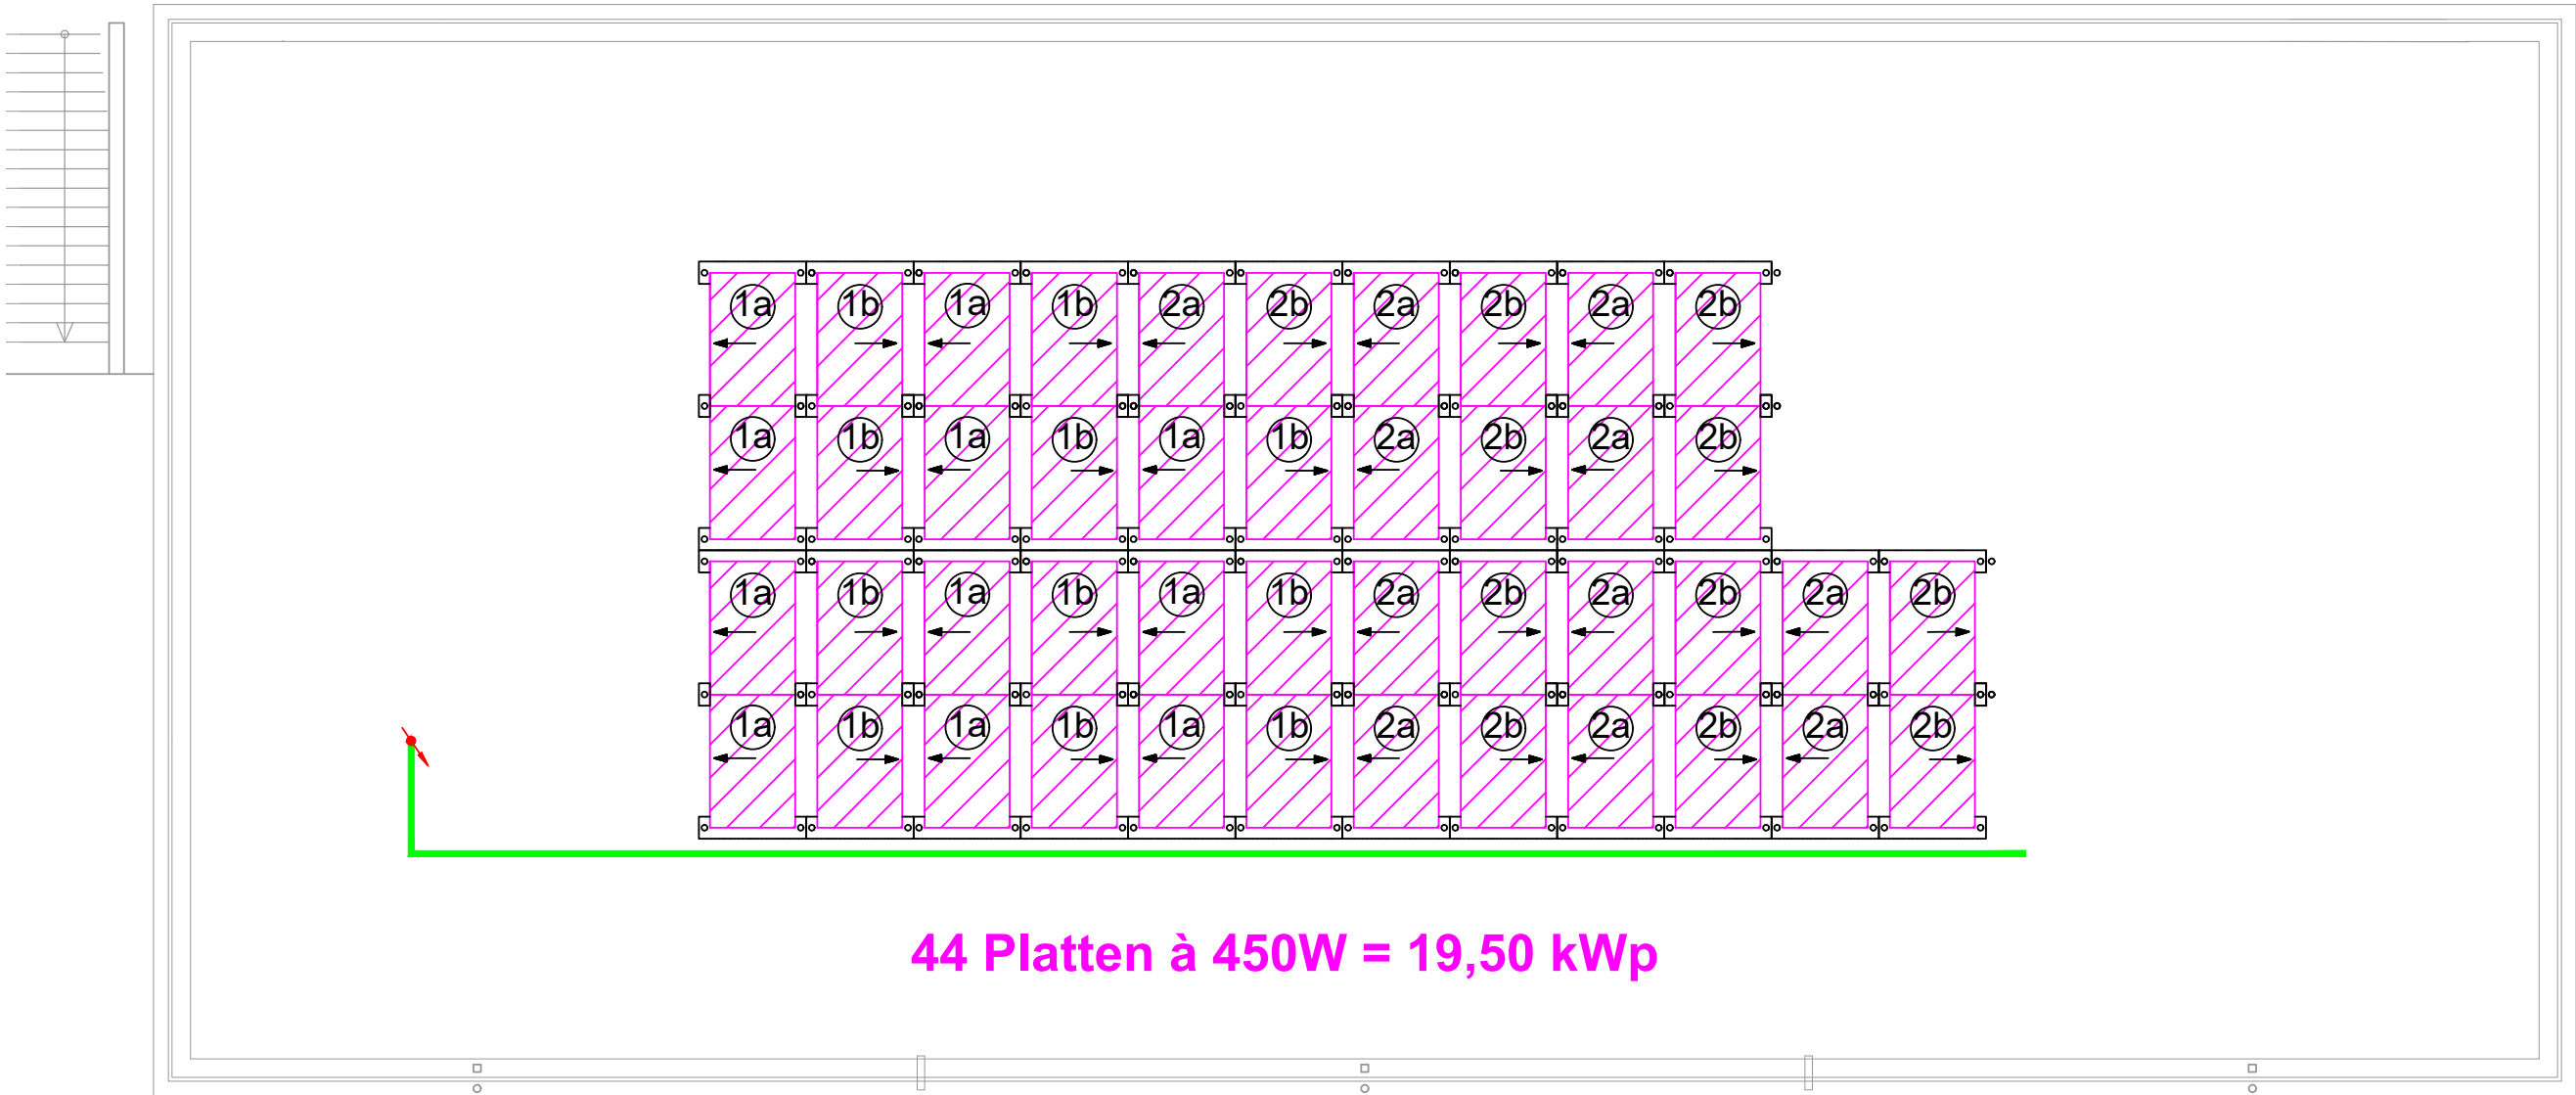 1a 1b 1a 1b 2a 2b 2a 2b 2a 2b
1a 1b 1a 1b 1a 1b 2a 2b 2a 2b
1a 1b 1a 1b 1a 1b 2a 2b 2a 2b 2a 2b
1a 1b 1a 1b 1a 1b 2a 2b 2a 2b 2a 2b
44 Platten à 450W = 19,50 kWp